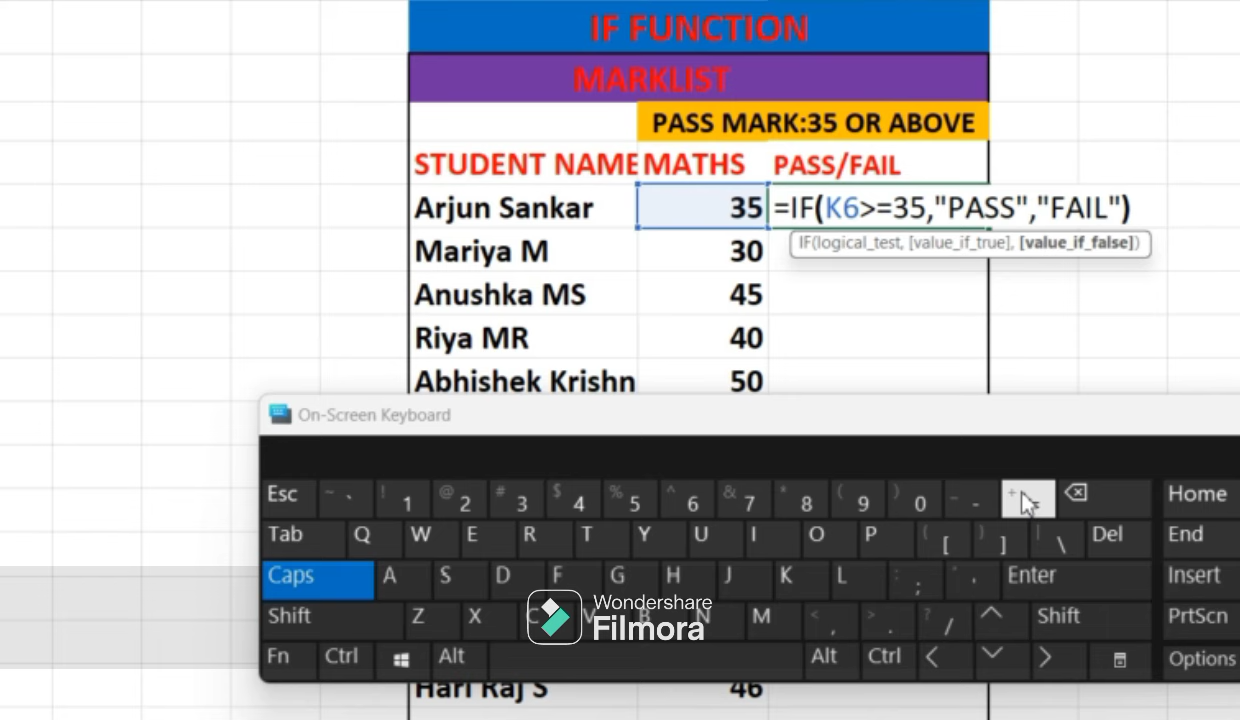 IF FUNCTION
MARKLIST
PASS MARK:35 OR ABOVE
STUDENT NAME MATHS PASS/FAIL
Arjun Sankar 35 =IF(K6>=35,"PASS","FAIL")
IF(logical_test, [value_if_true], [value_if_false])
Mariya M 30
Anushka MS 45
Riya MR 40
Abhishek Krishn 50
On-Screen Keyboard
Esc ~ ` ! 1 @ 2 # 3 $ 4 % 5 ^ 6 & 7 * 8 ( 9 ) 0 _ - + = Home
Tab Q W E R T Y U I O P { [ } ] | \ Del End
Caps A S D F G H J K L : ; " ' Enter Insert
Shift Z X C V B N M < , > . ? / Shift PrtScn
Wondershare
Filmora
Fn Ctrl Alt Alt Ctrl Options
Hari Raj S 46